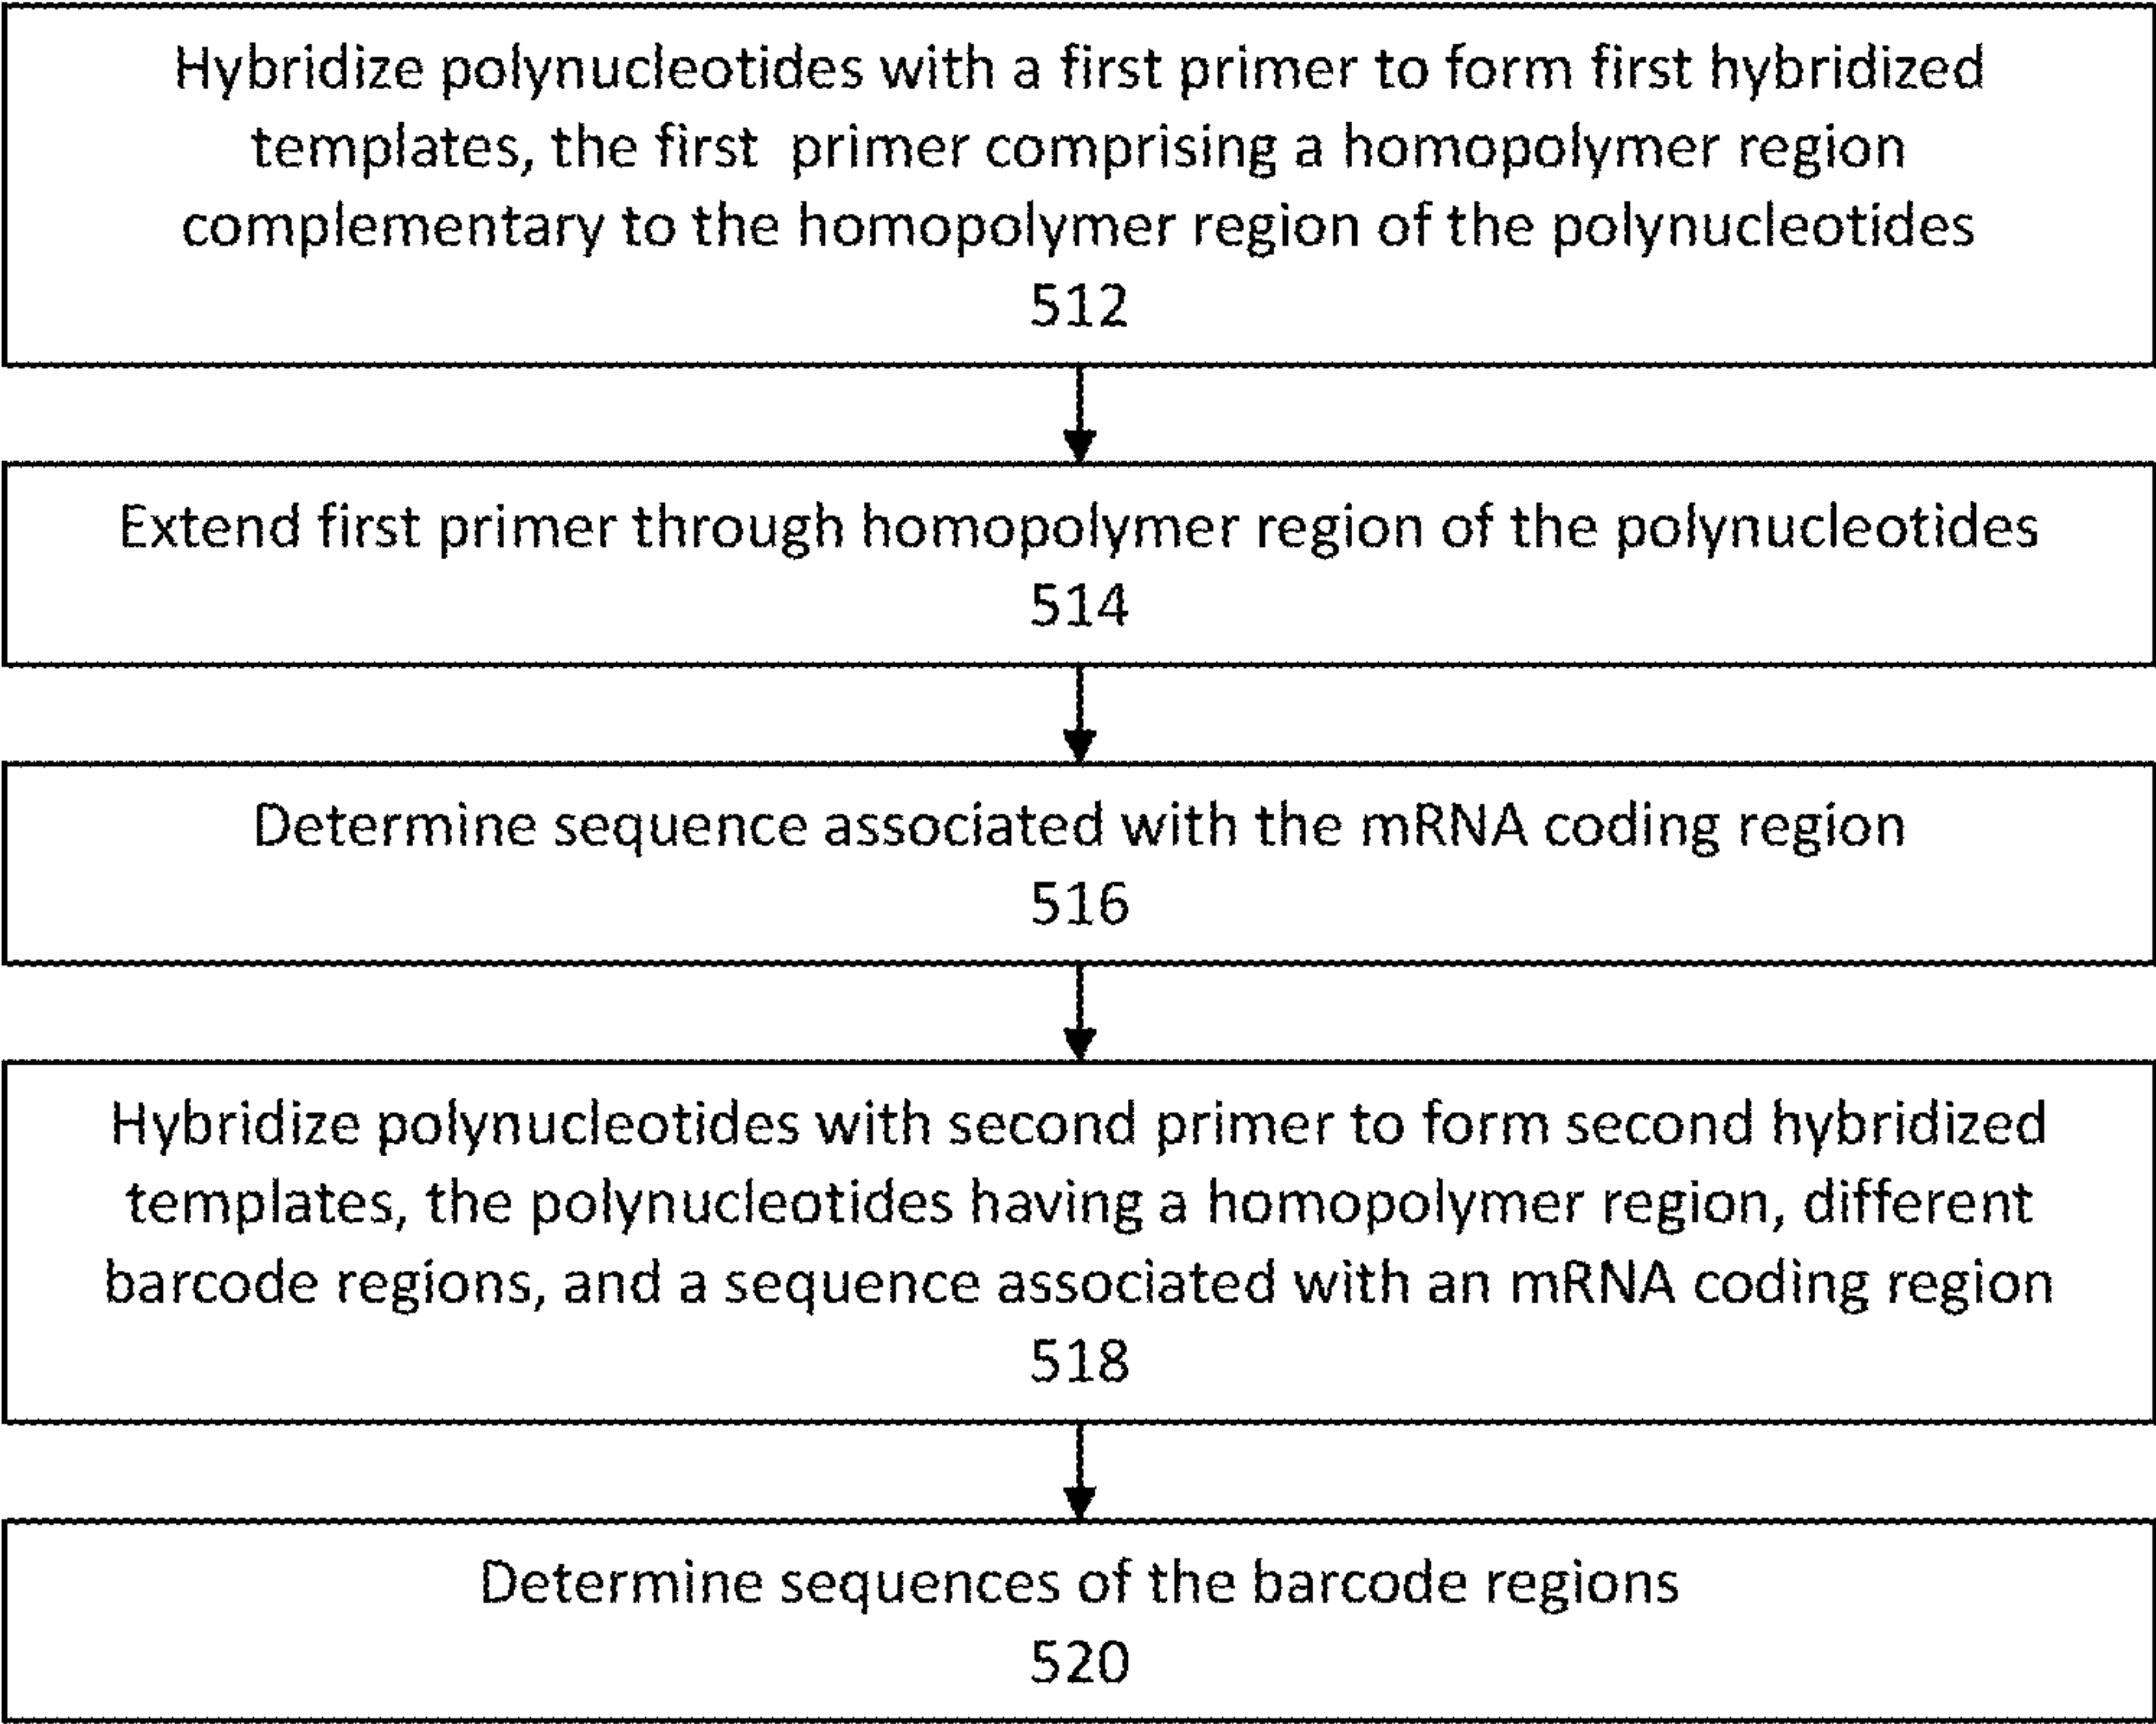 Hybridize polynucleotides with a first primer to form first hybridized
templates, the first primer comprising a homopolymer region
complementary to the homopolymer region of the polynucleotides
512
Extend first primer through homopolymer region of the polynucleotides
514
Determine sequence associated with the mRNA coding region
516
Hybridize polynucleotides with second primer to form second hybridized
templates, the polynucleotides having a homopolymer region, different
barcode regions, and a sequence associated with an mRNA coding region
518
Determine sequences of the barcode regions
520